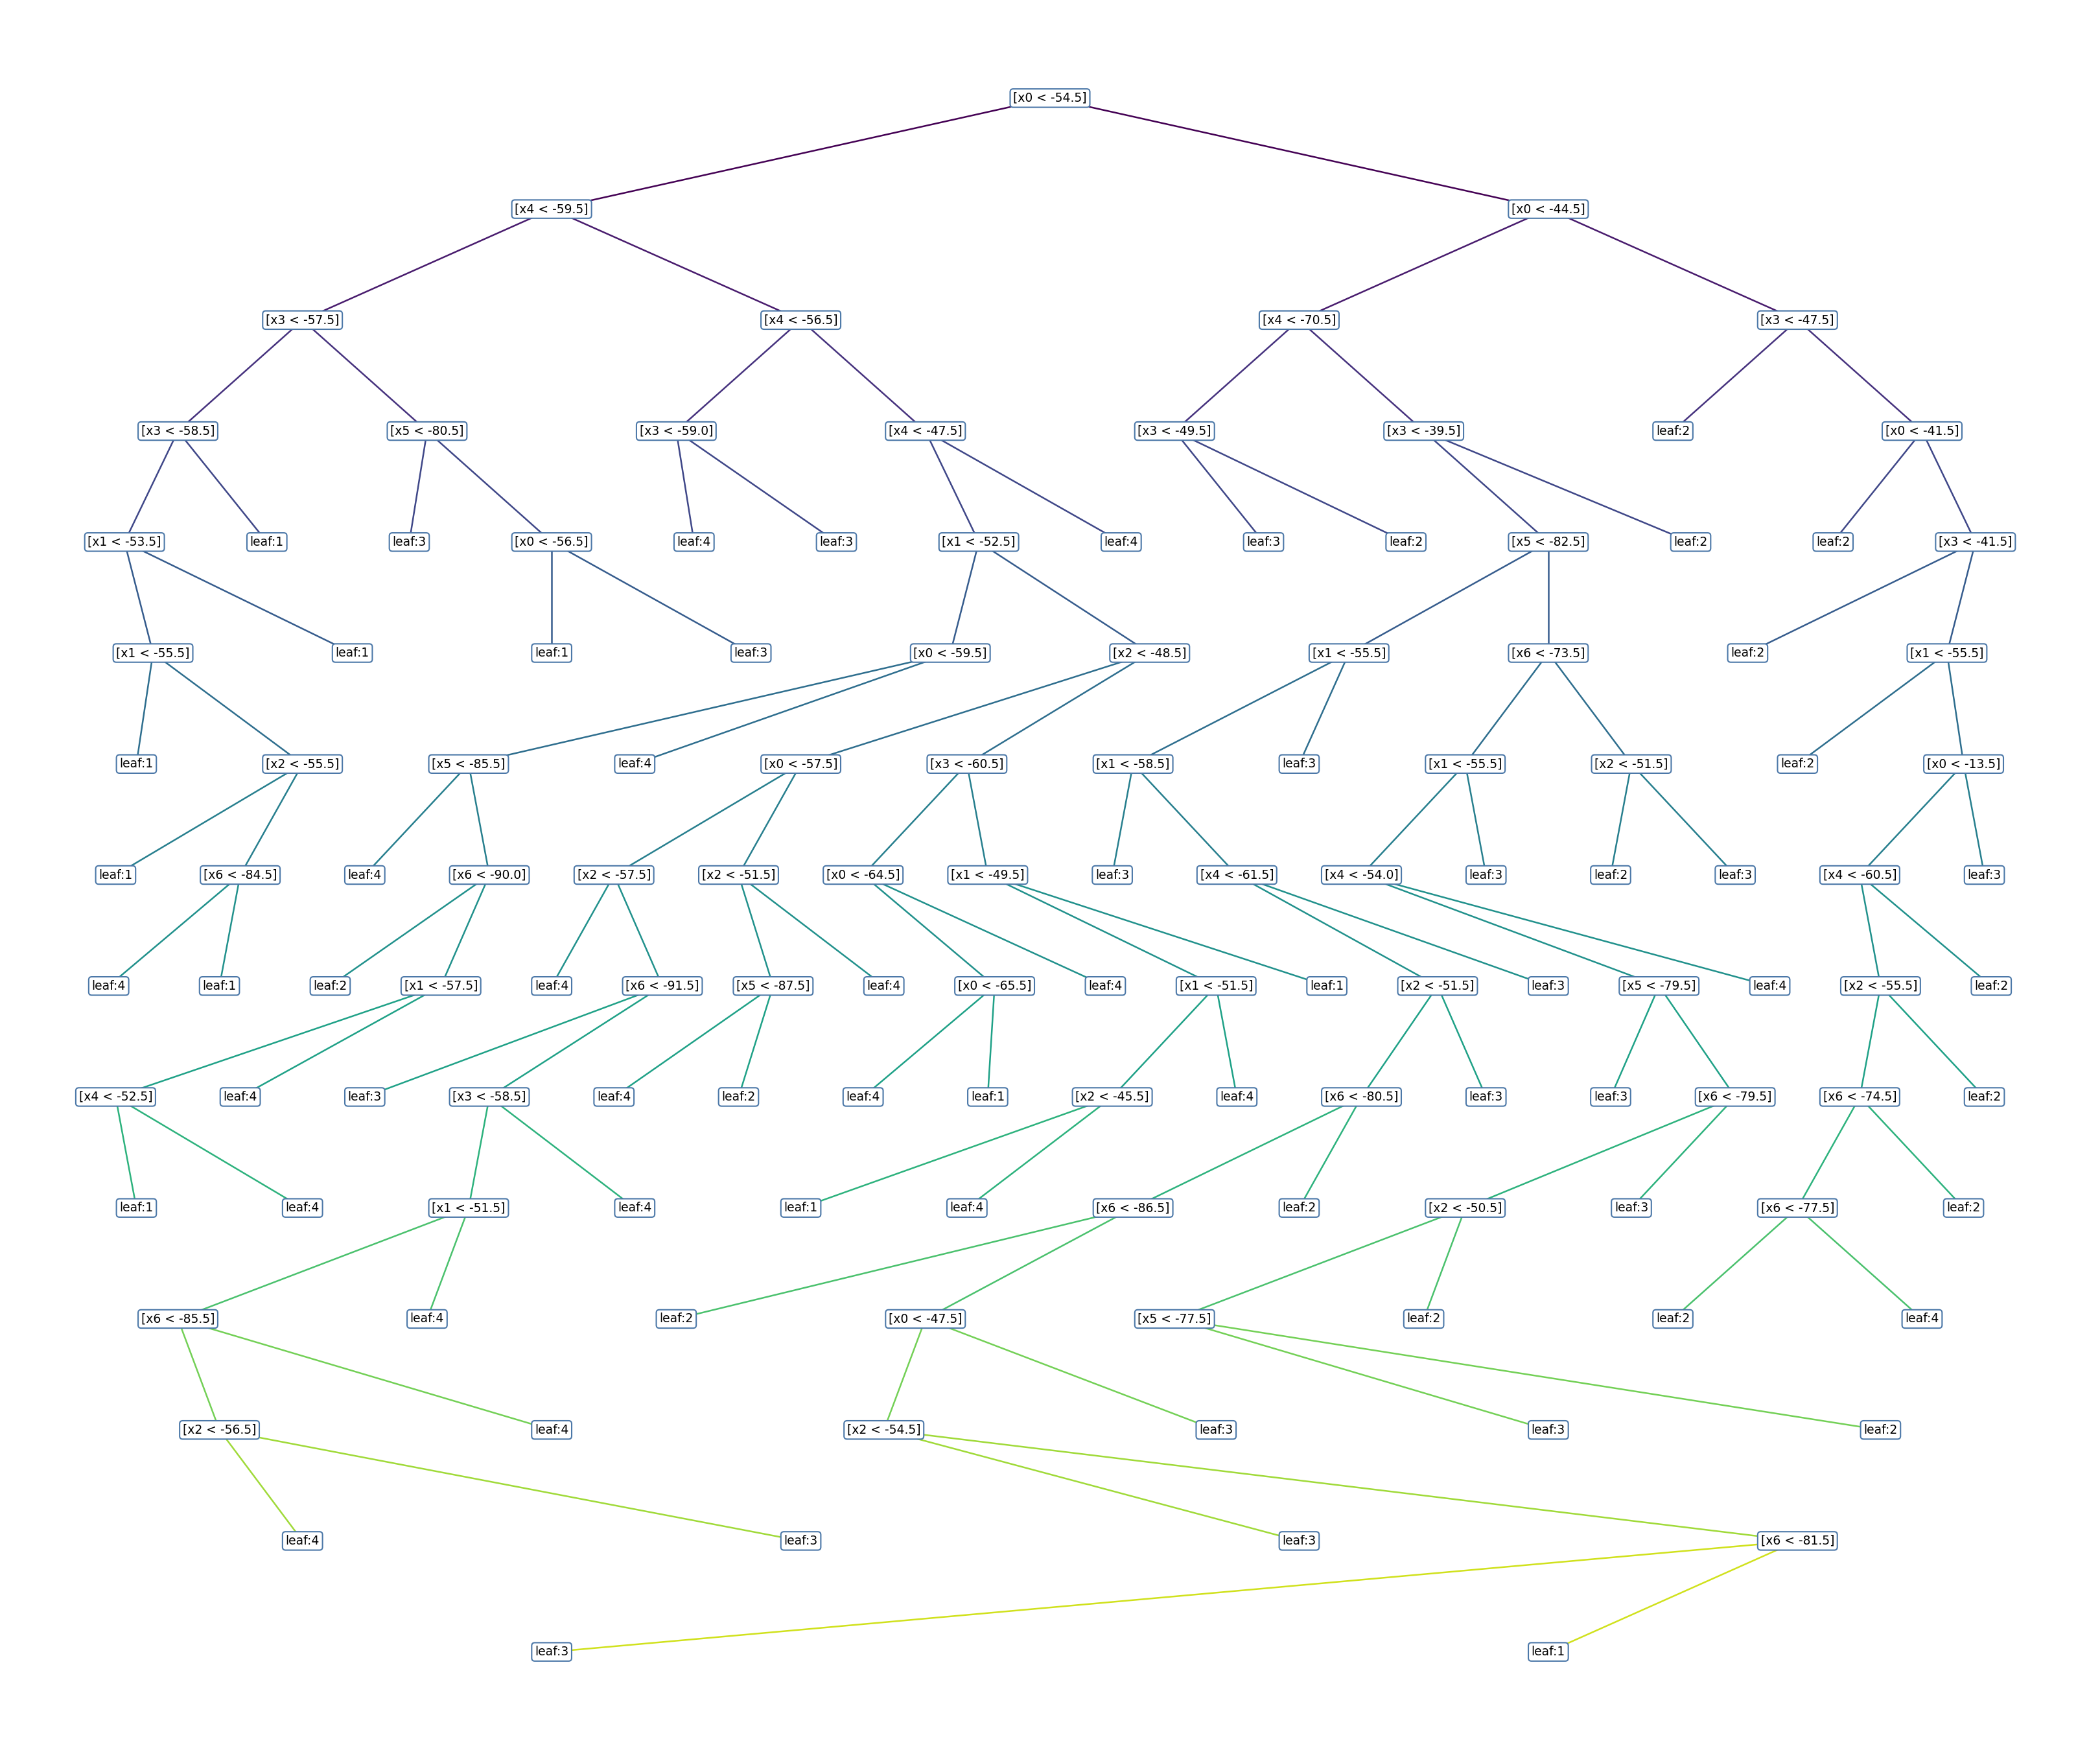 [x0 < -54.5]
[x4 < -59.5] [x0 < -44.5]
[x3 < -57.5] [x4 < -56.5] [x4 < -70.5] [x3 < -47.5]
[x3 < -58.5] [x5 < -80.5] [x3 < -59.0] [x4 < -47.5] [x3 < -49.5] [x3 < -39.5] leaf:2 [x0 < -41.5]
[x1 < -53.5] leaf:1 leaf:3 [x0 < -56.5] leaf:4 leaf:3 [x1 < -52.5] leaf:4 leaf:3 leaf:2 [x5 < -82.5] leaf:2 leaf:2 [x3 < -41.5]
[x1 < -55.5] leaf:1 leaf:1 leaf:3 [x0 < -59.5] [x2 < -48.5] [x1 < -55.5] [x6 < -73.5] leaf:2 [x1 < -55.5]
leaf:1 [x2 < -55.5] [x5 < -85.5] leaf:4 [x0 < -57.5] [x3 < -60.5] [x1 < -58.5] leaf:3 [x1 < -55.5] [x2 < -51.5] leaf:2 [x0 < -13.5]
leaf:1 [x6 < -84.5] leaf:4 [x6 < -90.0] [x2 < -57.5] [x2 < -51.5] [x0 < -64.5] [x1 < -49.5] leaf:3 [x4 < -61.5] [x4 < -54.0] leaf:3 leaf:2 leaf:3 [x4 < -60.5] leaf:3
leaf:4 leaf:1 leaf:2 [x1 < -57.5] leaf:4 [x6 < -91.5] [x5 < -87.5] leaf:4 [x0 < -65.5] leaf:4 [x1 < -51.5] leaf:1 [x2 < -51.5] leaf:3 [x5 < -79.5] leaf:4 [x2 < -55.5] leaf:2
[x4 < -52.5] leaf:4 leaf:3 [x3 < -58.5] leaf:4 leaf:2 leaf:4 leaf:1 [x2 < -45.5] leaf:4 [x6 < -80.5] leaf:3 leaf:3 [x6 < -79.5] [x6 < -74.5] leaf:2
leaf:1 leaf:4 [x1 < -51.5] leaf:4 leaf:1 leaf:4 [x6 < -86.5] leaf:2 [x2 < -50.5] leaf:3 [x6 < -77.5] leaf:2
[x6 < -85.5] leaf:4 leaf:2 [x0 < -47.5] [x5 < -77.5] leaf:2 leaf:2 leaf:4
[x2 < -56.5] leaf:4 [x2 < -54.5] leaf:3 leaf:3 leaf:2
leaf:4 leaf:3 leaf:3 [x6 < -81.5]
leaf:3 leaf:1